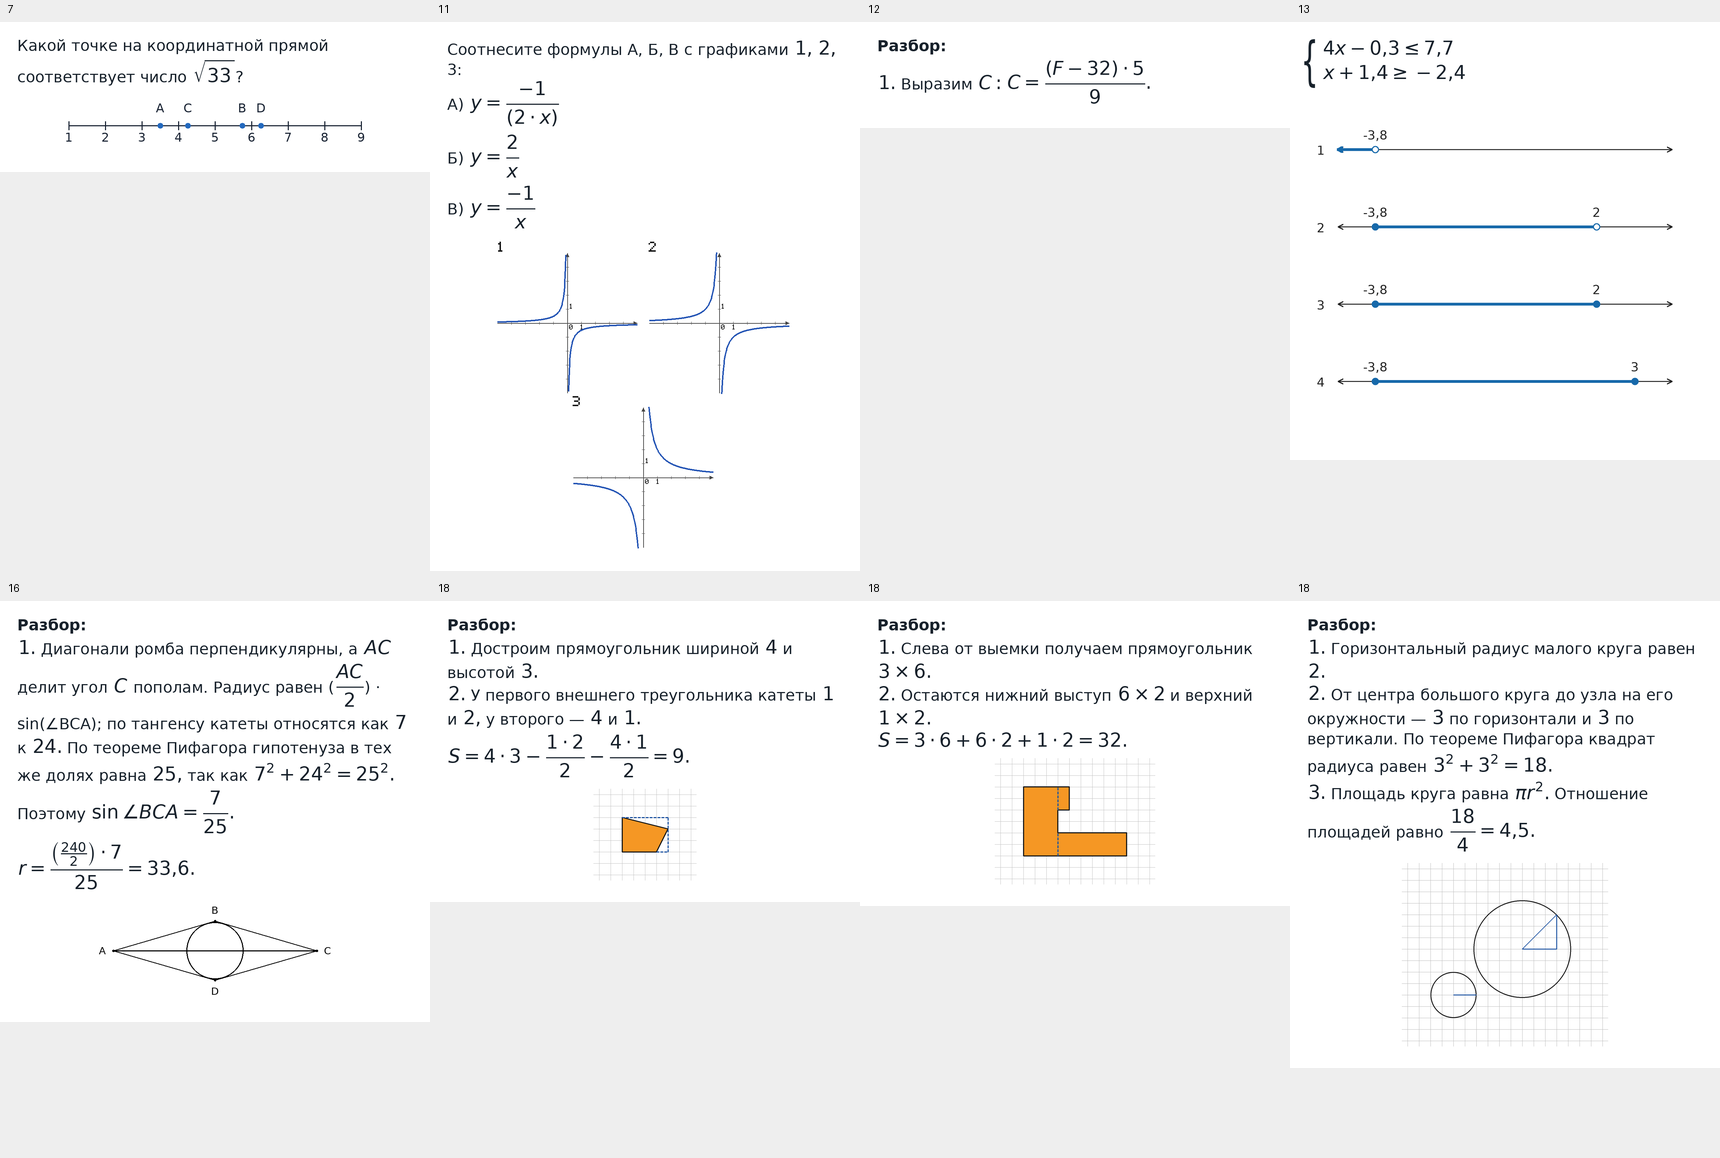 7
Какой точке на координатной прямой
соответствует число √33?
A C B D
1 2 3 4 5 6 7 8 9
11
Соотнесите формулы А, Б, В с графиками 1, 2,
3:
А) y = −1/(2 · x)
Б) y = 2/x
В) y = −1/x
1 2
1 1
0 1 0 1
3
1
0 1
12
Разбор:
1. Выразим C : C = (F − 32) · 5/9.
13
{4x − 0,3 ≤ 7,7
x + 1,4 ≥ −2,4
-3,8
1
-3,8 2
2
-3,8 2
3
-3,8 3
4
16
Разбор:
1. Диагонали ромба перпендикулярны, а AC
делит угол C пополам. Радиус равен (AC/2) ·
sin(∠BCA); по тангенсу катеты относятся как 7
к 24. По теореме Пифагора гипотенуза в тех
же долях равна 25, так как 7² + 24² = 25².
Поэтому sin ∠BCA = 7/25.
r = (240/2) · 7/25 = 33,6.
B
A C
D
18
Разбор:
1. Достроим прямоугольник шириной 4 и
высотой 3.
2. У первого внешнего треугольника катеты 1
и 2, у второго — 4 и 1.
S = 4 · 3 − 1 · 2/2 − 4 · 1/2 = 9.
18
Разбор:
1. Слева от выемки получаем прямоугольник
3 × 6.
2. Остаются нижний выступ 6 × 2 и верхний
1 × 2.
S = 3 · 6 + 6 · 2 + 1 · 2 = 32.
18
Разбор:
1. Горизонтальный радиус малого круга равен
2.
2. От центра большого круга до узла на его
окружности — 3 по горизонтали и 3 по
вертикали. По теореме Пифагора квадрат
радиуса равен 3² + 3² = 18.
3. Площадь круга равна πr². Отношение
площадей равно 18/4 = 4,5.